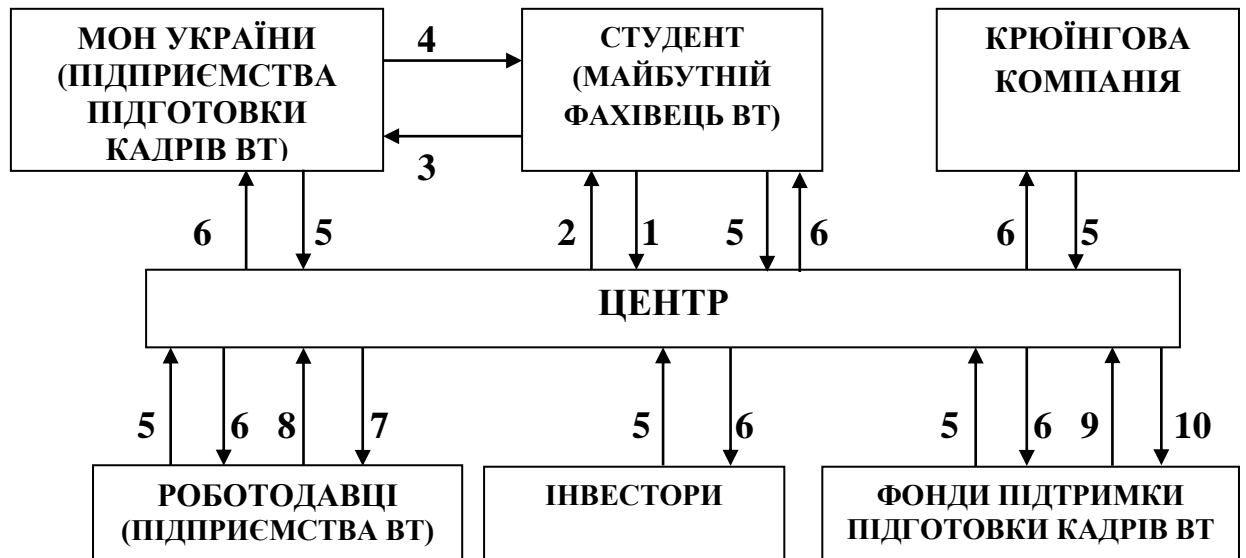 МОН УКРАЇНИ
(ПІДПРИЄМСТВА
ПІДГОТОВКИ
КАДРІВ ВТ)
4
3
СТУДЕНТ
(МАЙБУТНІЙ
ФАХІВЕЦЬ ВТ)
КРЮЇНГОВА
КОМПАНІЯ
6 5 2 1 5 6 6 5
ЦЕНТР
5 6 8 7 5 6 5 6 9 10
РОБОТОДАВЦІ
(ПІДПРИЄМСТВА ВТ)
ІНВЕСТОРИ
ФОНДИ ПІДТРИМКИ
ПІДГОТОВКИ КАДРІВ ВТ